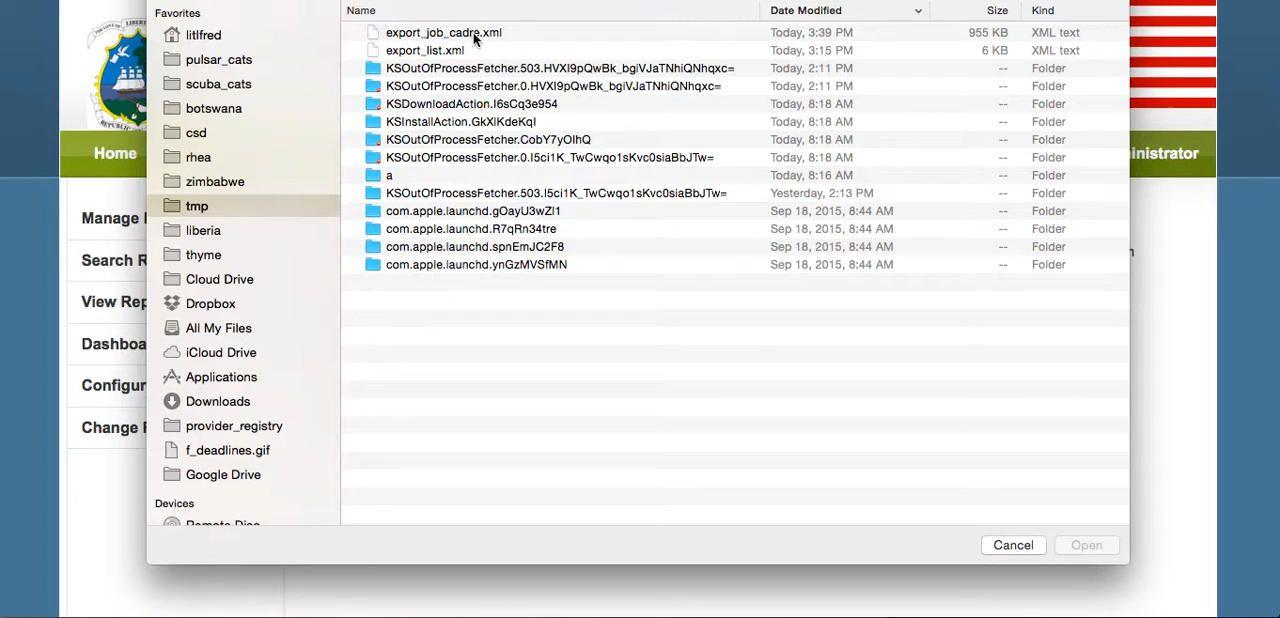 Favorites
litlfred
pulsar_cats
scuba_cats
botswana
csd
rhea
zimbabwe
tmp
liberia
thyme
Cloud Drive
Dropbox
All My Files
iCloud Drive
Applications
Downloads
provider_registry
f_deadlines.gif
Google Drive
Devices
Remote Disc
Name Date Modified Size Kind
export_job_cadre.xml Today, 3:39 PM 955 KB XML text
export_list.xml Today, 3:15 PM 6 KB XML text
KSOutOfProcessFetcher.503.HVXI9pQwBk_bgiVJaTNhiQNhqxc= Today, 2:11 PM -- Folder
KSOutOfProcessFetcher.0.HVXI9pQwBk_bgiVJaTNhiQNhqxc= Today, 2:11 PM -- Folder
KSDownloadAction.I6sCq3e954 Today, 8:18 AM -- Folder
KSInstallAction.GkXlKdeKqI Today, 8:18 AM -- Folder
KSOutOfProcessFetcher.CobY7yOlhQ Today, 8:18 AM -- Folder
KSOutOfProcessFetcher.0.I5ci1K_TwCwqo1sKvc0siaBbJTw= Today, 8:18 AM -- Folder
a Today, 8:16 AM -- Folder
KSOutOfProcessFetcher.503.I5ci1K_TwCwqo1sKvc0siaBbJTw= Yesterday, 2:13 PM -- Folder
com.apple.launchd.gOayU3wZI1 Sep 18, 2015, 8:44 AM -- Folder
com.apple.launchd.R7qRn34tre Sep 18, 2015, 8:44 AM -- Folder
com.apple.launchd.spnEmJC2F8 Sep 18, 2015, 8:44 AM -- Folder
com.apple.launchd.ynGzMVSfMN Sep 18, 2015, 8:44 AM -- Folder
Cancel Open
Home
inistrator
Manage
Search R
View Rep
Dashboa
Configur
Change